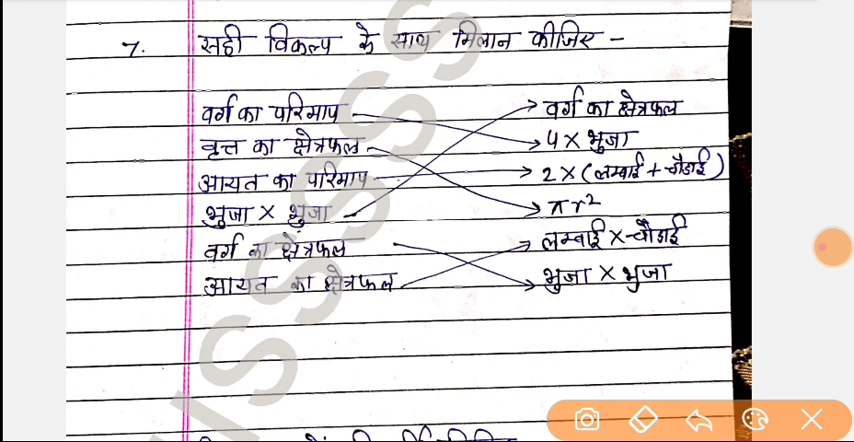 7. सही विकल्प के साथ मिलान कीजिए -
वर्ग का परिमाप → वर्ग का क्षेत्रफल
वृत्त का क्षेत्रफल → 4 × भुजा
आयत का परिमाप → 2 × (लम्बाई + चौड़ाई)
भुजा × भुजा → πr²
वर्ग का क्षेत्रफल → लम्बाई × चौड़ाई
आयत का क्षेत्रफल → भुजा × भुजा